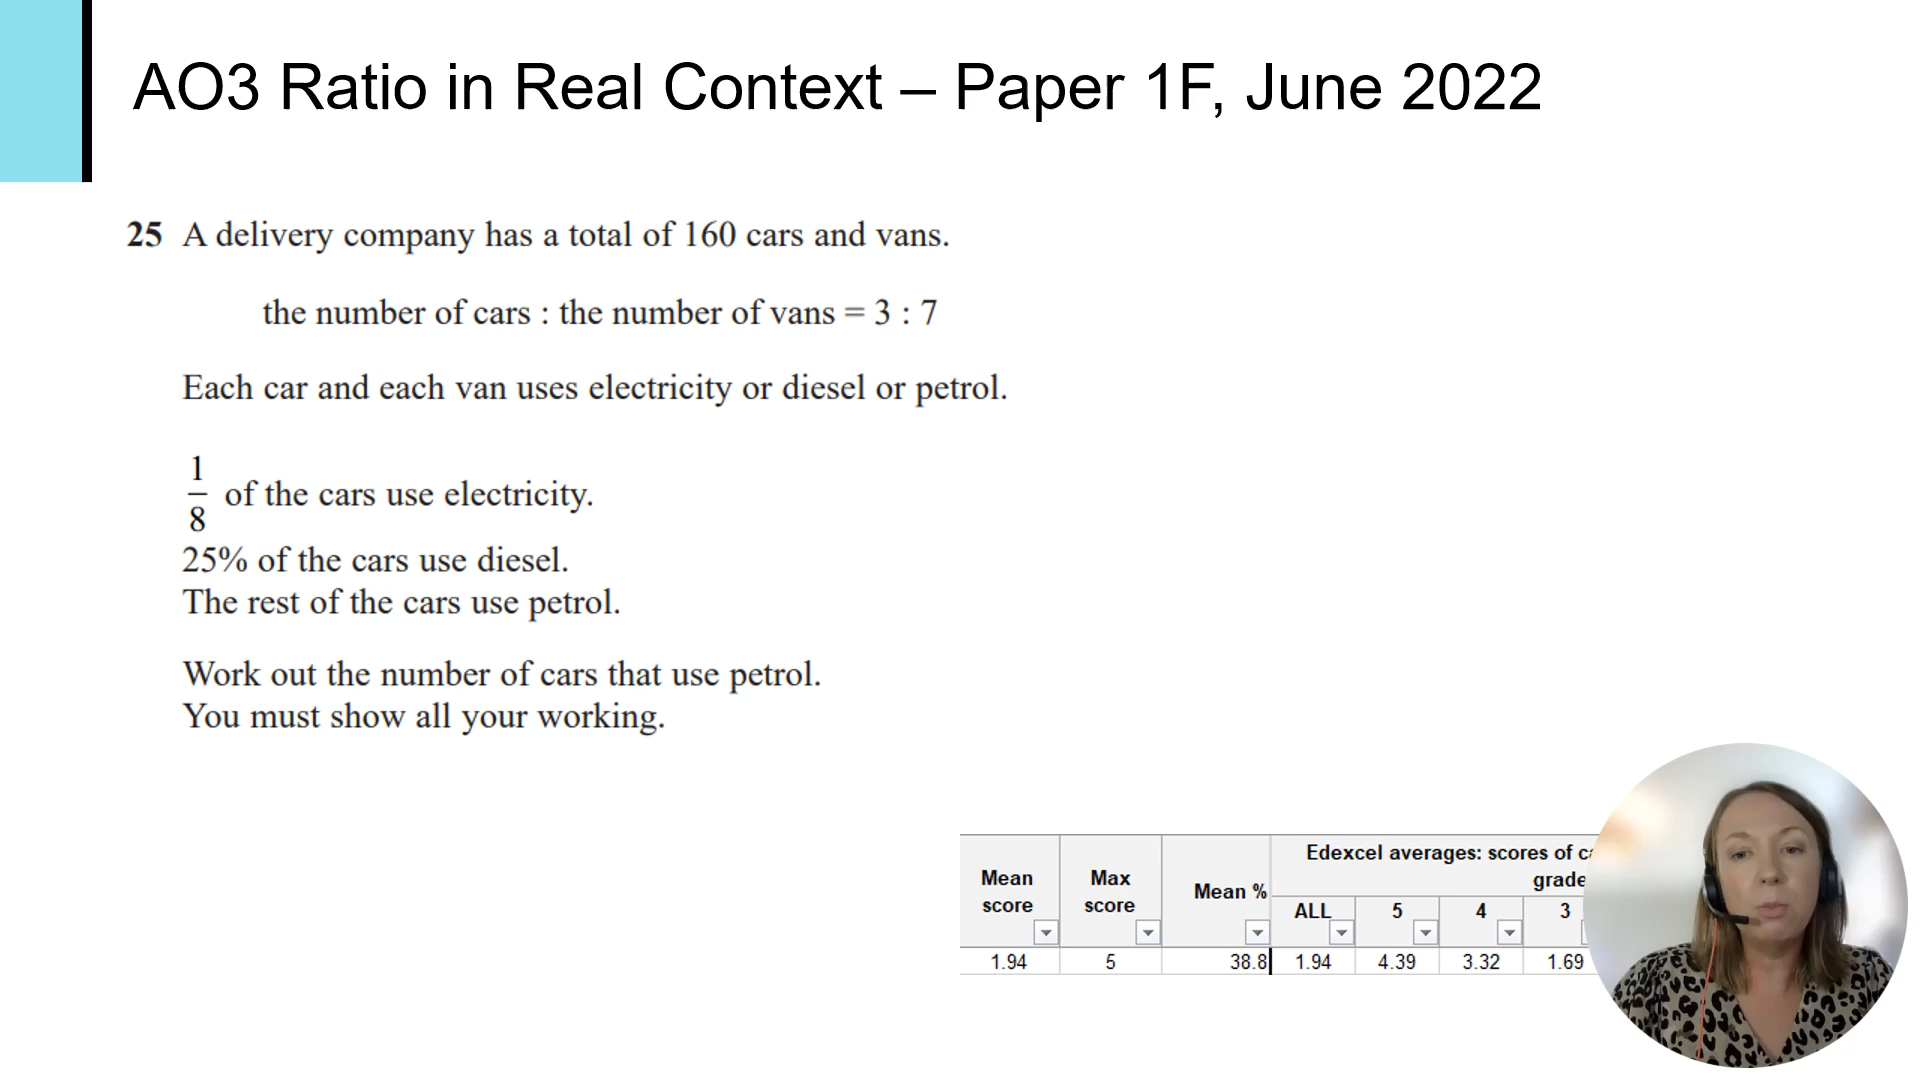 AO3 Ratio in Real Context – Paper 1F, June 2022
25 A delivery company has a total of 160 cars and vans.
the number of cars : the number of vans = 3 : 7
Each car and each van uses electricity or diesel or petrol.
1/8 of the cars use electricity.
25% of the cars use diesel.
The rest of the cars use petrol.
Work out the number of cars that use petrol.
You must show all your working.
Edexcel averages: scores of
grade
Mean score Max score Mean % ALL 5 4 3
1.94 5 38.8 1.94 4.39 3.32 1.69